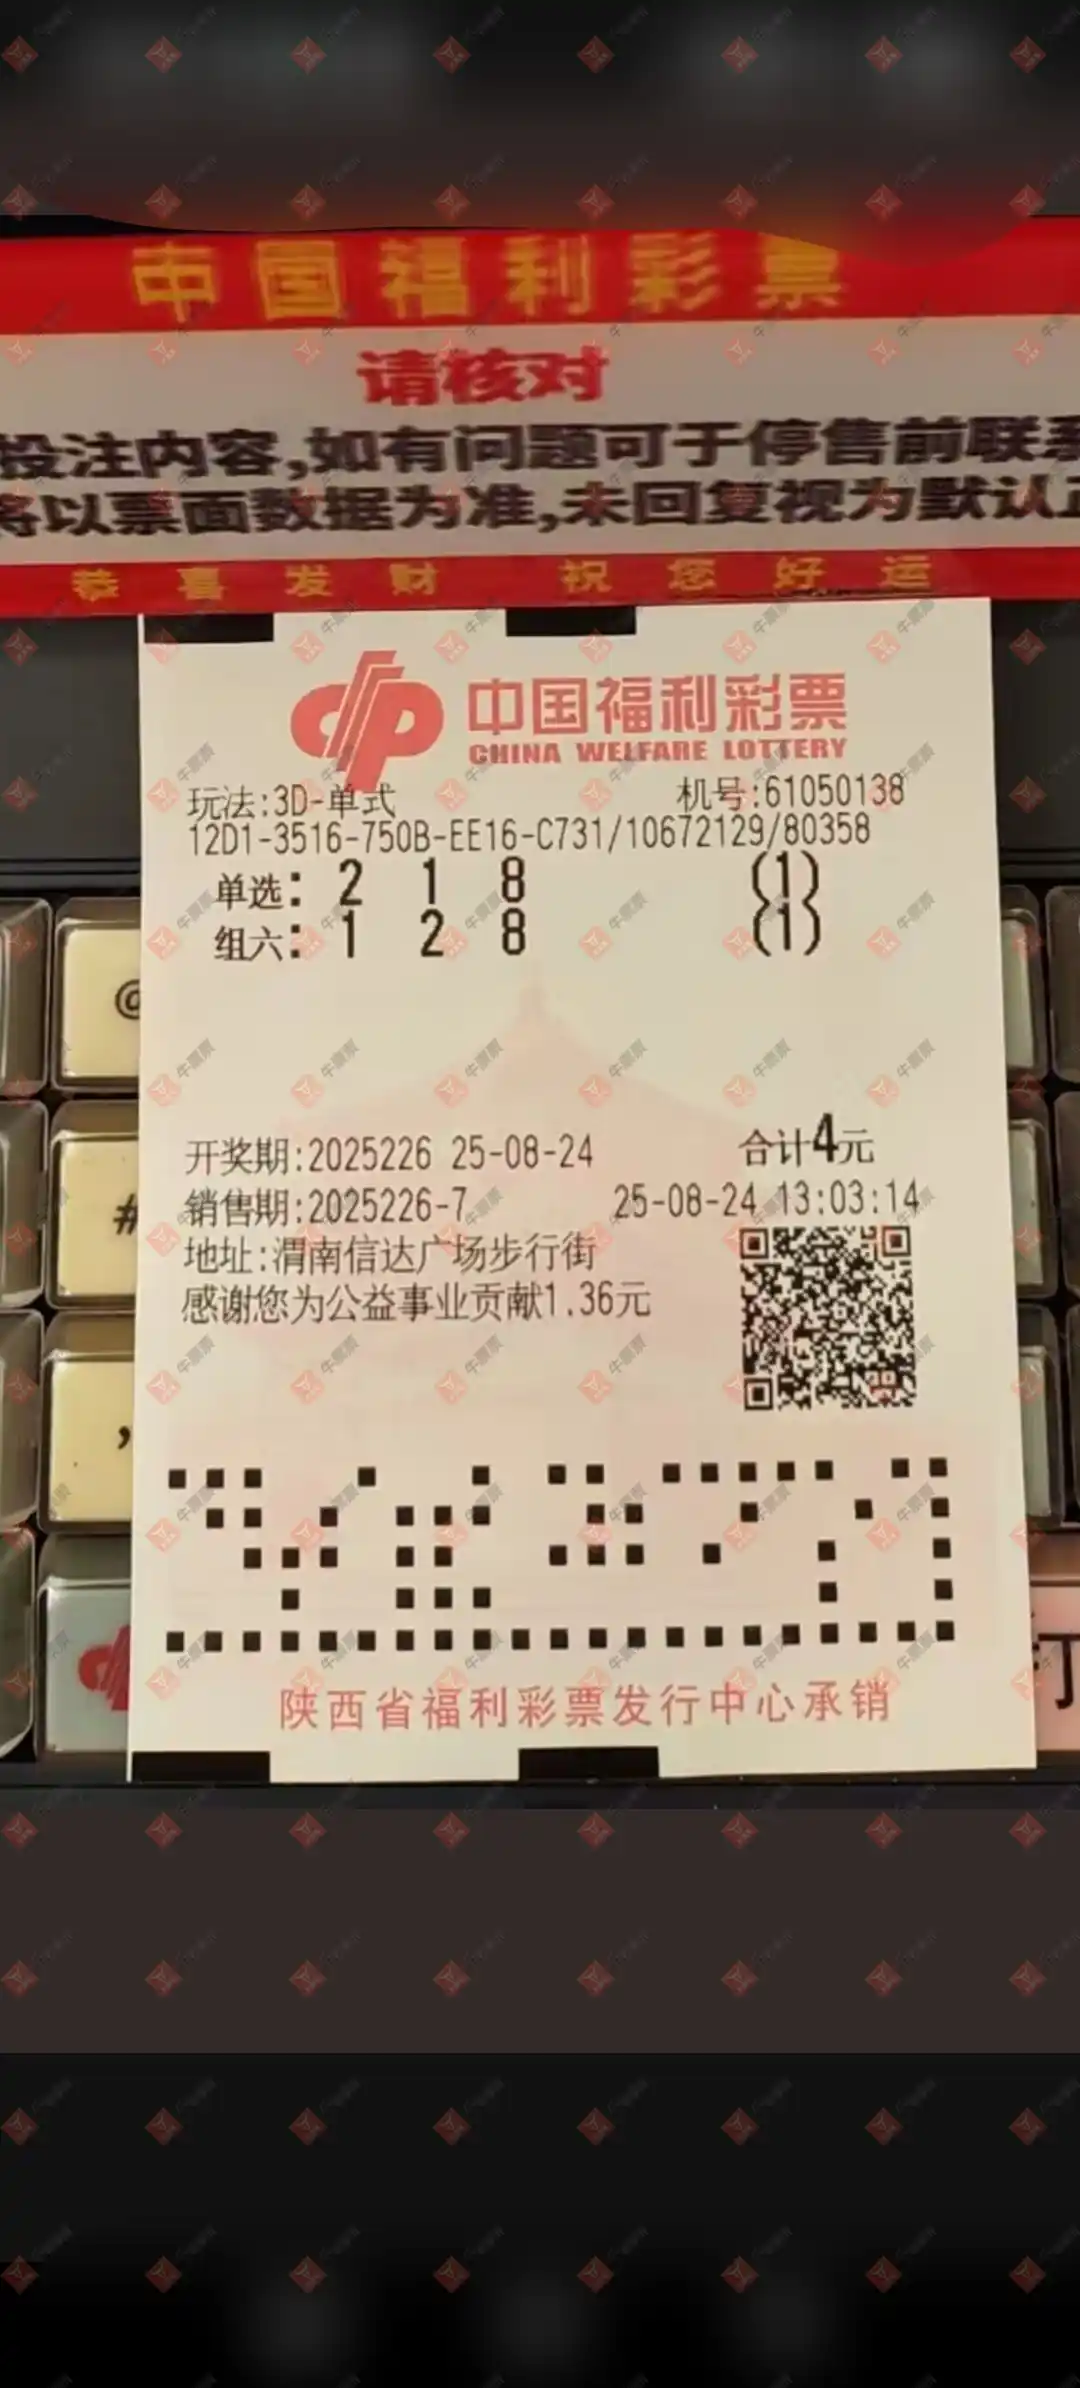 中国福利彩票
请核对
投注内容,如有问题可于停售前联系
将以票面数据为准,未回复视为默认正
恭喜发财 祝您好运
中国福利彩票
CHINA WELFARE LOTTERY
玩法:3D-单式 机号:61050138
12D1-3516-750B-EE16-C731/10672129/80358
单选: 2 1 8 (1)
组六: 1 2 8 (1)
开奖期:2025226 25-08-24 合计4元
销售期:2025226-7 25-08-24 13:03:14
地址:渭南信达广场步行街
感谢您为公益事业贡献1.36元
陕西省福利彩票发行中心承销
@
#
,
牛票票